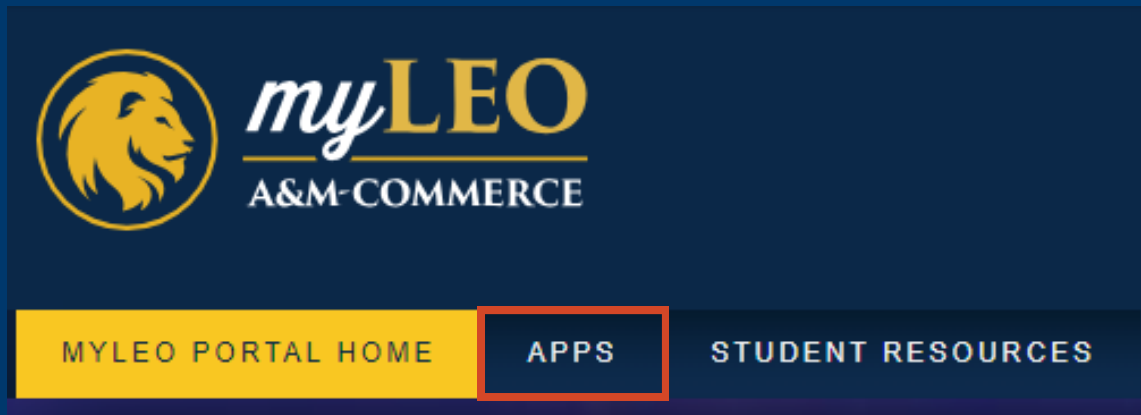 myLEO
A&M-COMMERCE
MYLEO PORTAL HOME APPS STUDENT RESOURCES